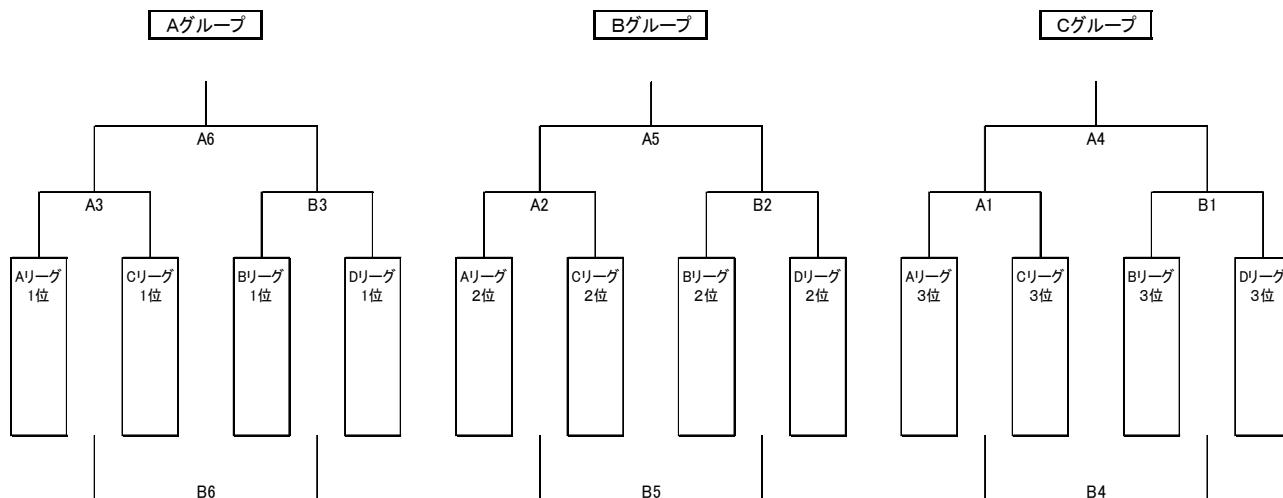 Aグループ
Bグループ
Cグループ
A6
A5
A4
A3
B3
A2
B2
A1
B1
Aリーグ
1位
Cリーグ
1位
Bリーグ
1位
Dリーグ
1位
Aリーグ
2位
Cリーグ
2位
Bリーグ
2位
Dリーグ
2位
Aリーグ
3位
Cリーグ
3位
Bリーグ
3位
Dリーグ
3位
B6
B5
B4